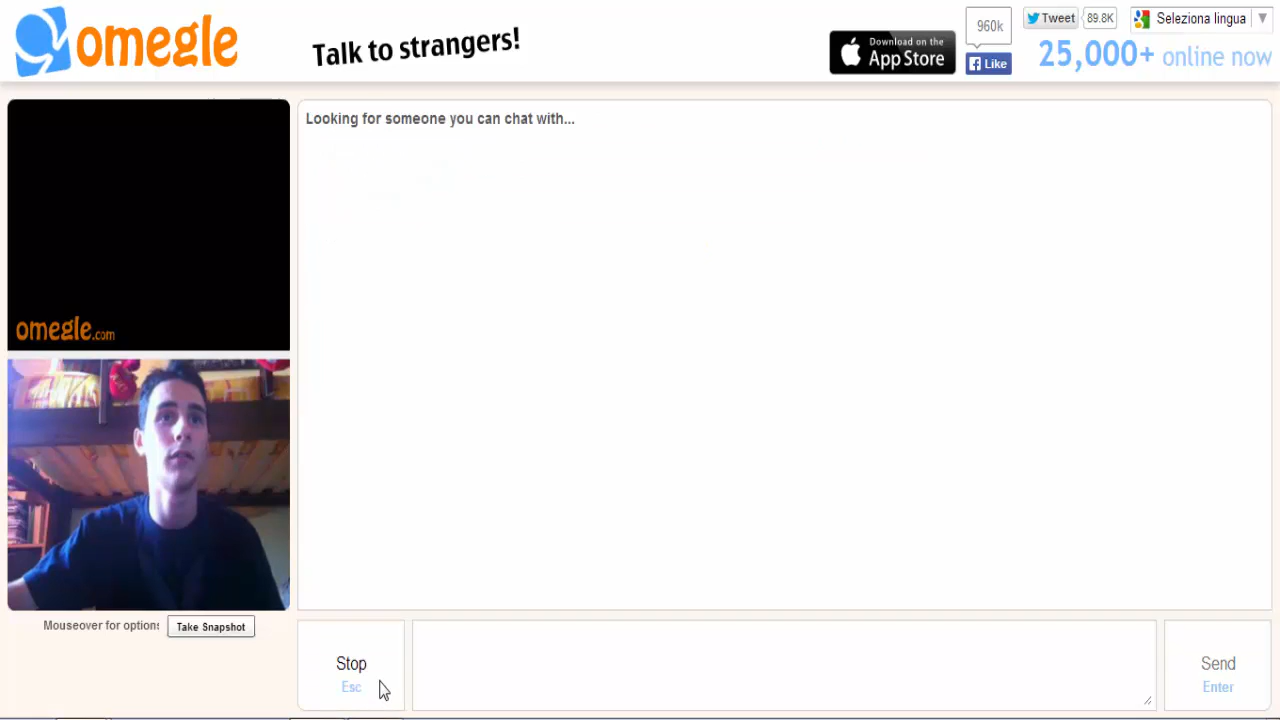 omegle
Talk to strangers!
Download on the
App Store
960k
Like
Tweet
89.8K
Seleziona lingua
25,000+ online now
Looking for someone you can chat with...
omegle.com
Mouseover for options
Take Snapshot
Stop
Esc
Send
Enter